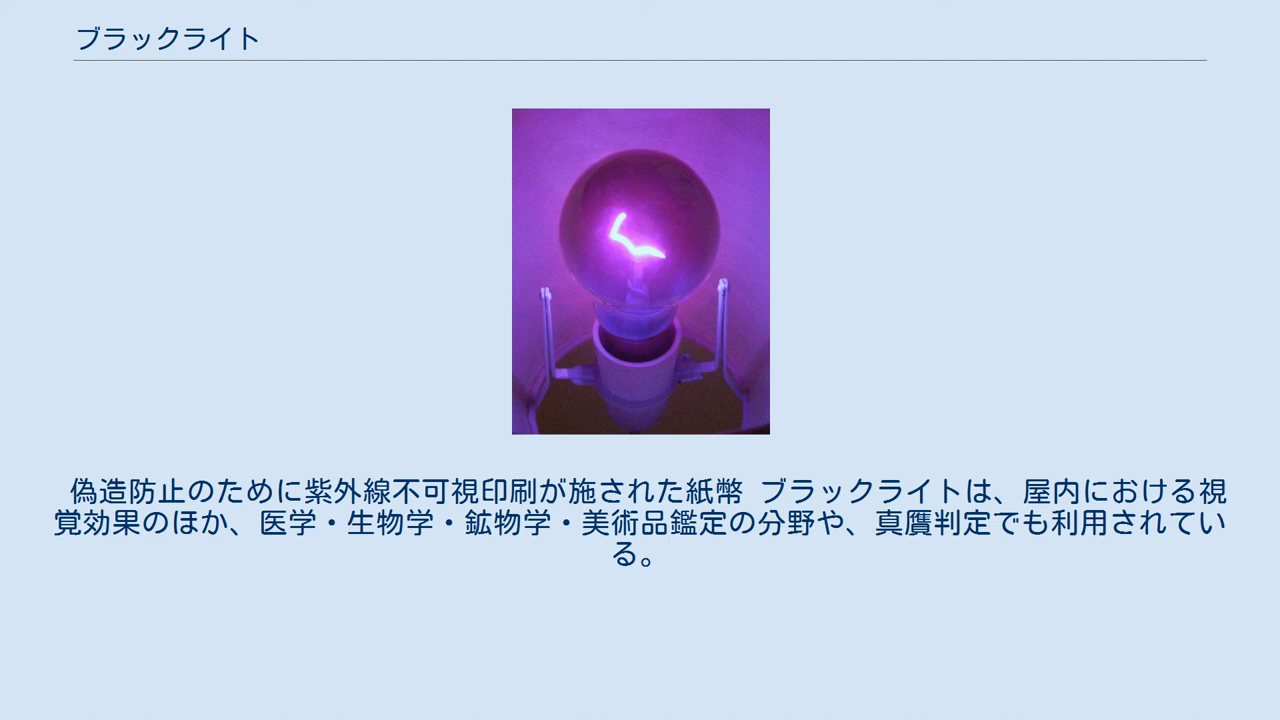 ブラックライト
偽造防止のために紫外線不可視印刷が施された紙幣 ブラックライトは、屋内における視
覚効果のほか、医学・生物学・鉱物学・美術品鑑定の分野や、真贋判定でも利用されてい
る。